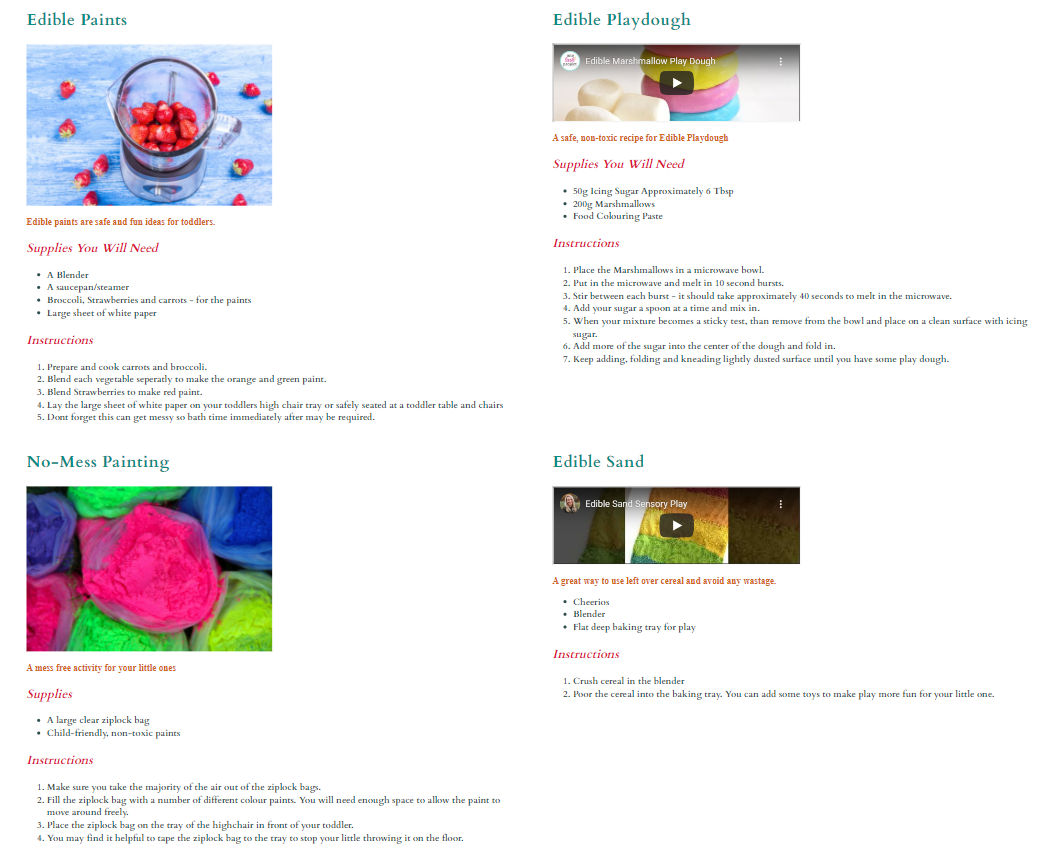 Edible Paints
Edible paints are safe and fun ideas for toddlers.
Supplies You Will Need
• A Blender
• A saucepan/steamer
• Broccoli, Strawberries and carrots - for the paints
• Large sheet of white paper
Instructions
1. Prepare and cook carrots and broccoli.
2. Blend each vegetable seperatly to make the orange and green paint.
3. Blend Strawberries to make red paint.
4. Lay the large sheet of white paper on your toddlers high chair tray or safely seated at a toddler table and chairs
5. Dont forget this can get messy so bath time immediately after may be required.
Edible Playdough
Edible Marshmallow Play Dough
A safe, non-toxic recipe for Edible Playdough
Supplies You Will Need
• 50g Icing Sugar Approximately 6 Tbsp
• 200g Marshmallows
• Food Colouring Paste
Instructions
1. Place the Marshmallows in a microwave bowl.
2. Put in the microwave and melt in 10 second bursts.
3. Stir between each burst - it should take approximately 40 seconds to melt in the microwave.
4. Add your sugar a spoon at a time and mix in.
5. When your mixture becomes a sticky test, than remove from the bowl and place on a clean surface with icing
sugar.
6. Add more of the sugar into the center of the dough and fold in.
7. Keep adding, folding and kneading lightly dusted surface until you have some play dough.
No-Mess Painting
A mess free activity for your little ones
Supplies
• A large clear ziplock bag
• Child-friendly, non-toxic paints
Instructions
1. Make sure you take the majority of the air out of the ziplock bags.
2. Fill the ziplock bag with a number of different colour paints. You will need enough space to allow the paint to
move around freely.
3. Place the ziplock bag on the tray of the highchair in front of your toddler.
4. You may find it helpful to tape the ziplock bag to the tray to stop your little throwing it on the floor.
Edible Sand
Edible Sand Sensory Play
A great way to use left over cereal and avoid any wastage.
• Cheerios
• Blender
• Flat deep baking tray for play
Instructions
1. Crush cereal in the blender
2. Poor the cereal into the baking tray. You can add some toys to make play more fun for your little one.